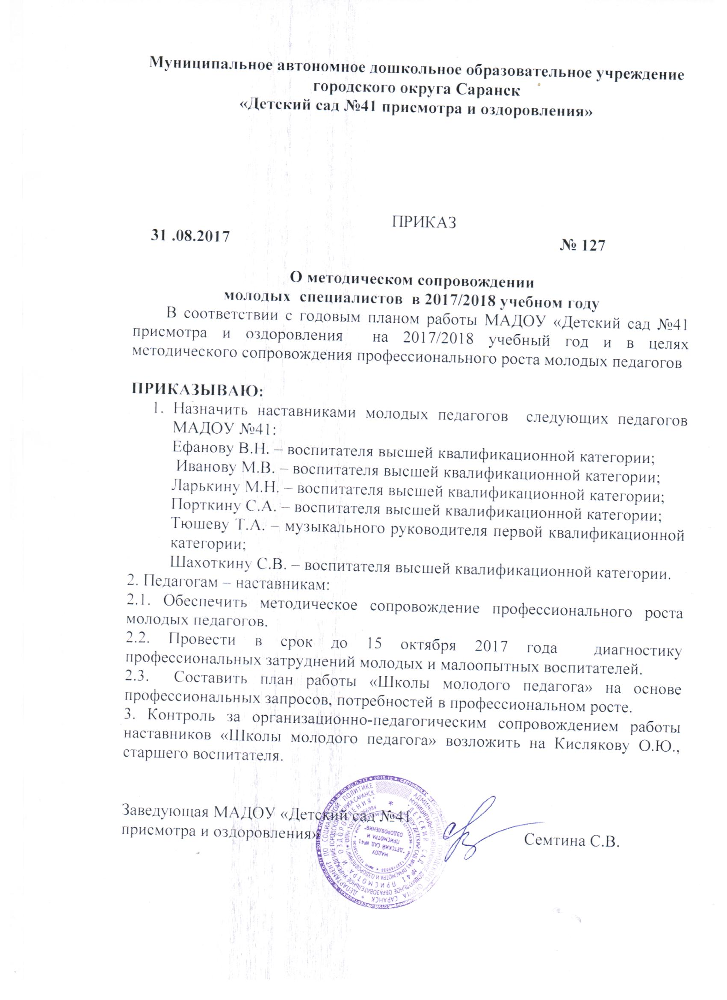 Муниципальное автономное дошкольное образовательное учреждение
городского округа Саранск
«Детский сад №41 присмотра и оздоровления»
ПРИКАЗ
31 .08.2017
№ 127
О методическом сопровождении
молодых специалистов в 2017/2018 учебном году
В соответствии с годовым планом работы МАДОУ «Детский сад №41
присмотра и оздоровления на 2017/2018 учебный год и в целях
методического сопровождения профессионального роста молодых педагогов
ПРИКАЗЫВАЮ:
1. Назначить наставниками молодых педагогов следующих педагогов
МАДОУ №41:
Ефанову В.Н. – воспитателя высшей квалификационной категории;
Иванову М.В. – воспитателя высшей квалификационной категории;
Ларькину М.Н. – воспитателя высшей квалификационной категории;
Порткину С.А. – воспитателя высшей квалификационной категории;
Тюшеву Т.А. – музыкального руководителя первой квалификационной
категории;
Шахоткину С.В. – воспитателя высшей квалификационной категории.
2. Педагогам – наставникам:
2.1. Обеспечить методическое сопровождение профессионального роста
молодых педагогов.
2.2. Провести в срок до 15 октября 2017 года диагностику
профессиональных затруднений молодых и малоопытных воспитателей.
2.3. Составить план работы «Школы молодого педагога» на основе
профессиональных запросов, потребностей в профессиональном росте.
3. Контроль за организационно-педагогическим сопровождением работы
наставников «Школы молодого педагога» возложить на Кислякову О.Ю.,
старшего воспитателя.
Заведующая МАДОУ «Детский сад №41
присмотра и оздоровления»
Семтина С.В.
МАДОУ
"ДЕТСКИЙ САД №41
ПРИСМОТРА И
ОЗДОРОВЛЕНИЯ"